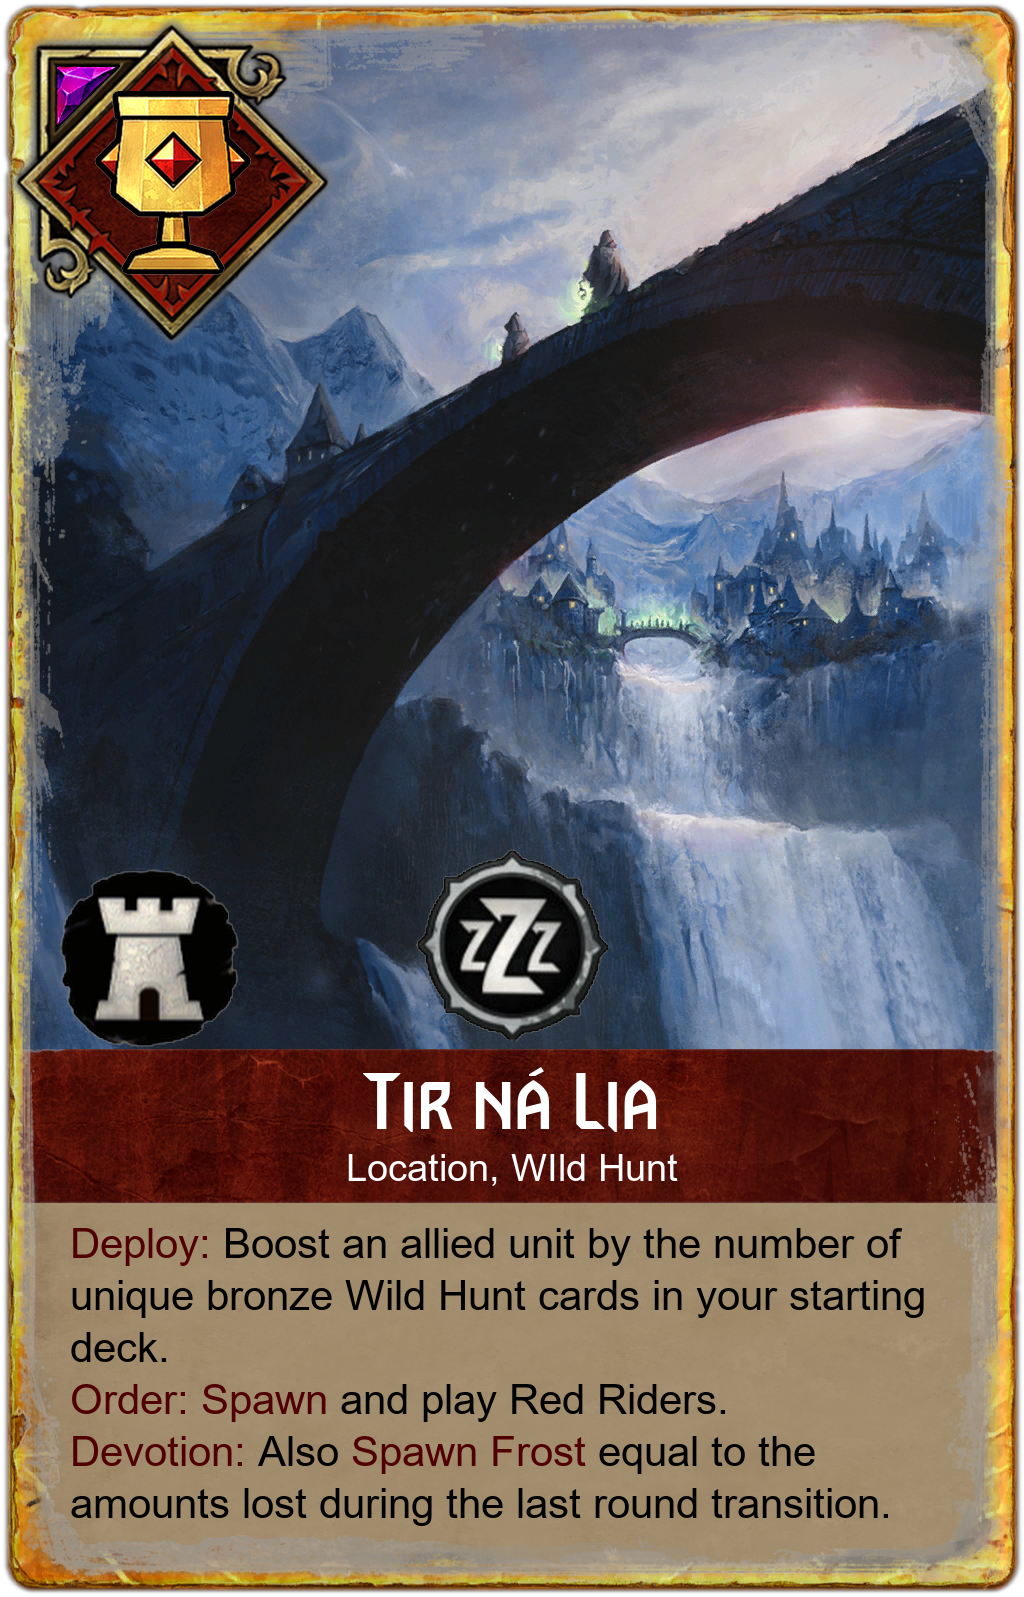 ZZZ
Tir ná Lia
Location, WIld Hunt
Deploy: Boost an allied unit by the number of
unique bronze Wild Hunt cards in your starting
deck.
Order: Spawn and play Red Riders.
Devotion: Also Spawn Frost equal to the
amounts lost during the last round transition.